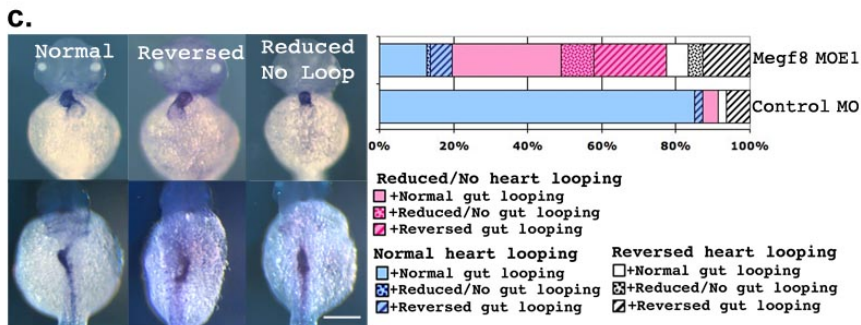 c.
Normal
Reversed
Reduced
No Loop
Megf8 MOE1
Control MO
0% 20% 40% 60% 80% 100%
Reduced/No heart looping
+Normal gut looping
+Reduced/No gut looping
+Reversed gut looping
Normal heart looping
+Normal gut looping
+Reduced/No gut looping
+Reversed gut looping
Reversed heart looping
+Normal gut looping
+Reduced/No gut looping
+Reversed gut looping